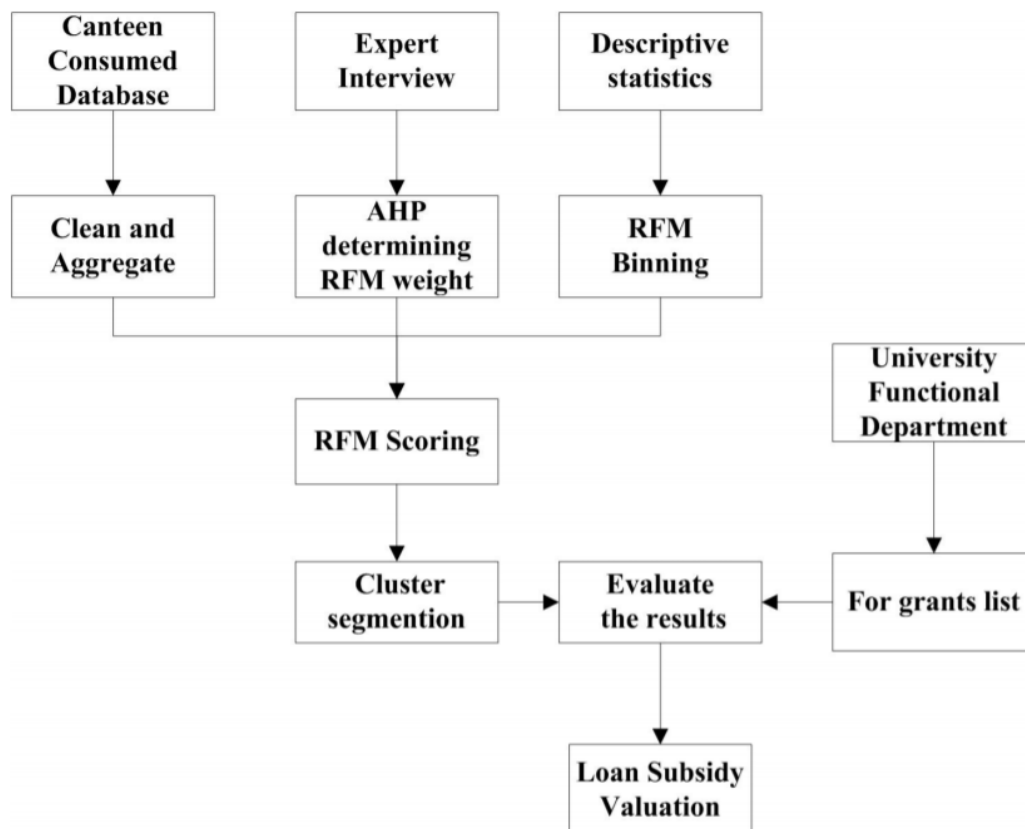 Canteen
Consumed
Database
Expert
Interview
Descriptive
statistics
Clean and
Aggregate
AHP
determining
RFM weight
RFM
Binning
University
Functional
Department
RFM Scoring
Cluster
segmention
Evaluate
the results
For grants list
Loan Subsidy
Valuation